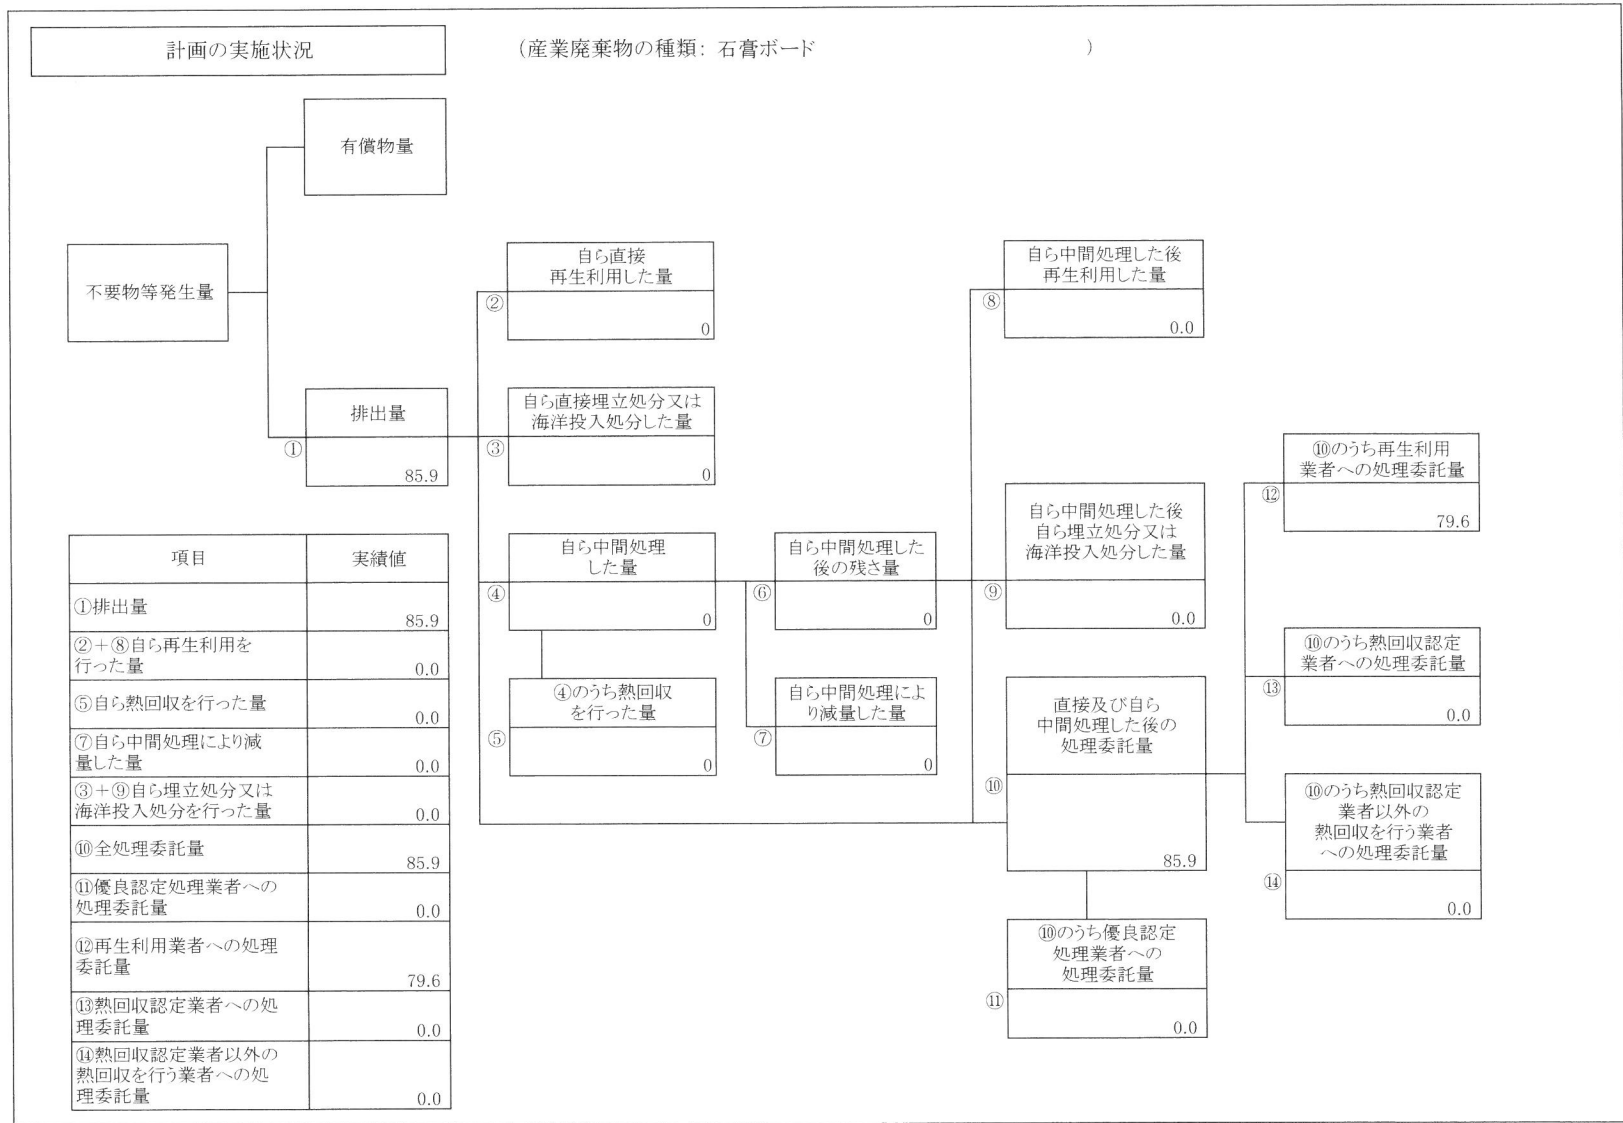 計画の実施状況
(産業廃棄物の種類: 石膏ボード )
有償物量
不要物等発生量
排出量
①
85.9
自ら直接
再生利用した量
②
0
自ら直接埋立処分又は
海洋投入処分した量
③
0
自ら中間処理
した量
④
0
④のうち熱回収
を行った量
⑤
0
自ら中間処理した
後の残さ量
⑥
0
自ら中間処理によ
り減量した量
⑦
0
自ら中間処理した後
再生利用した量
⑧
0.0
自ら中間処理した後
自ら埋立処分又は
海洋投入処分した量
⑨
0.0
直接及び自ら
中間処理した後の
処理委託量
⑩
85.9
⑩のうち優良認定
処理業者への
処理委託量
⑪
0.0
⑩のうち再生利用
業者への処理委託量
⑫
79.6
⑩のうち熱回収認定
業者への処理委託量
⑬
0.0
⑩のうち熱回収認定
業者以外の
熱回収を行う業者
への処理委託量
⑭
0.0
項目 実績値
①排出量
85.9
②+⑧自ら再生利用を
行った量
0.0
⑤自ら熱回収を行った量
0.0
⑦自ら中間処理により減
量した量
0.0
③+⑨自ら埋立処分又は
海洋投入処分を行った量
0.0
⑩全処理委託量
85.9
⑪優良認定処理業者への
処理委託量
0.0
⑫再生利用業者への処理
委託量
79.6
⑬熱回収認定業者への処
理委託量
0.0
⑭熱回収認定業者以外の
熱回収を行う業者への処
理委託量
0.0